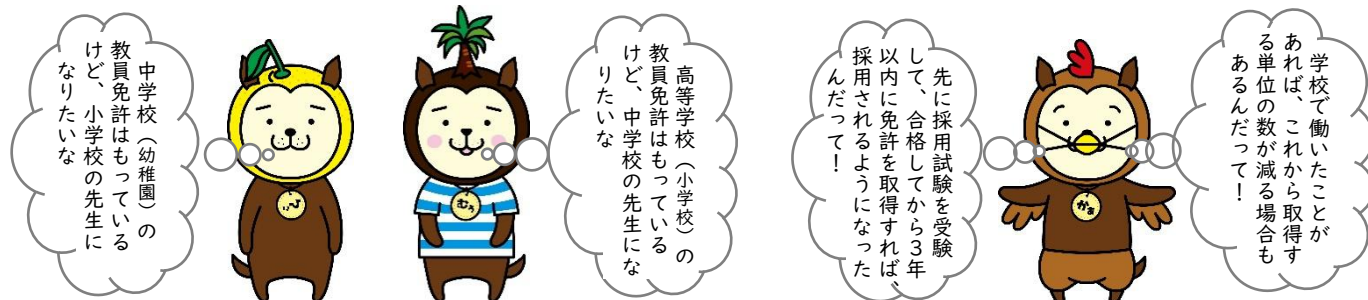 中学校（幼稚園）の
教員免許はもっている
けど、小学校の先生に
なりたいな
高等学校（小学校）の
教員免許はもっている
けど、中学校の先生にな
りたいな
むぅ
先に採用試験を受験
して、合格してから３年
以内に免許を取得すれば、
採用されるようになった
んだって！
かぁ
学校で働いたことが
あれば、これから取得す
る単位の数が減る場合も
あるんだって！